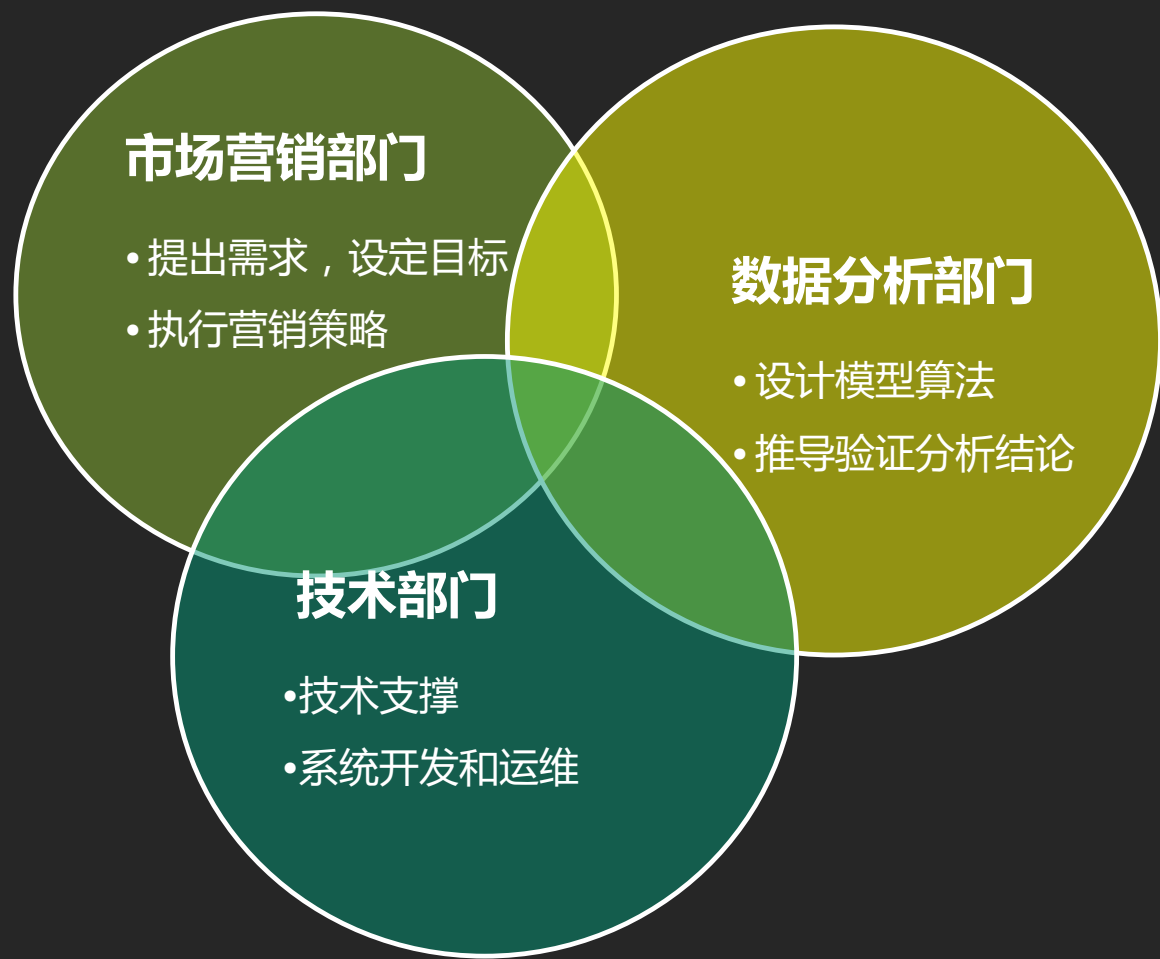 市场营销部门
•提出需求，设定目标
•执行营销策略
数据分析部门
•设计模型算法
•推导验证分析结论
技术部门
•技术支撑
•系统开发和运维